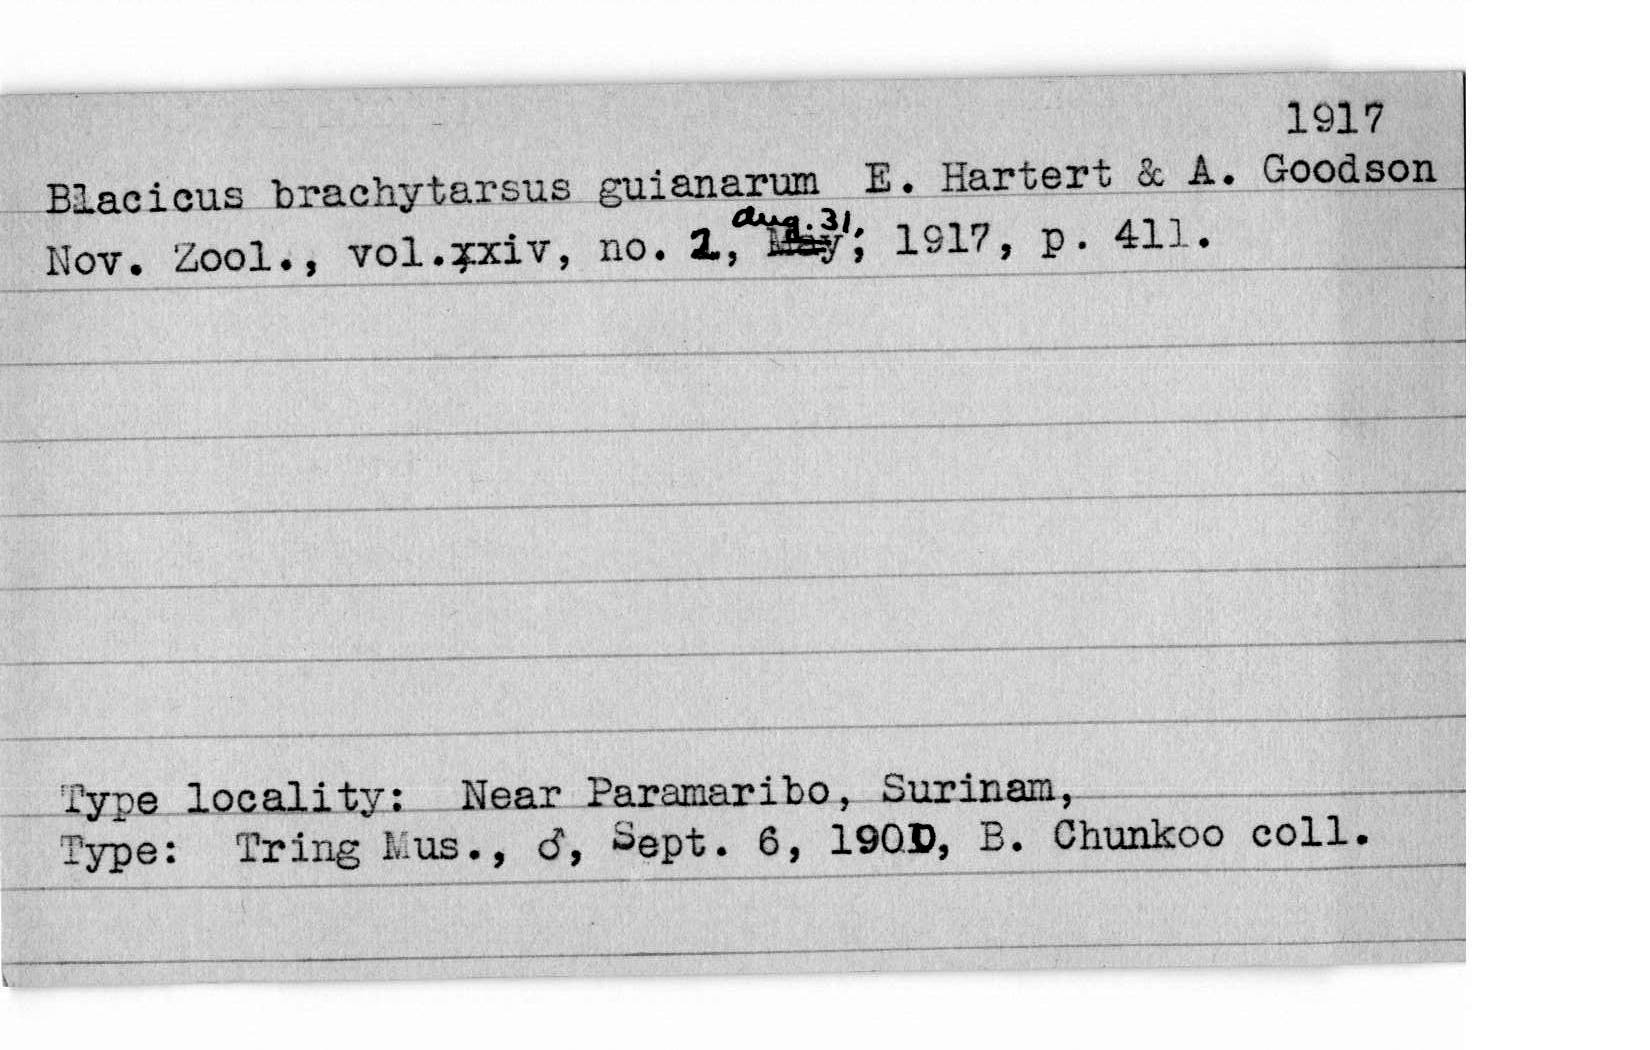 1917
Blacicus brachytarsus guianarum E. Hartert & A. Goodson
Nov. Zool., vol.xxiv, no. 2, Aug. 31, 1917, p. 411.
Type locality: Near Paramaribo, Surinam,
Type: Tring Mus., ♂, Sept. 6, B. Chunkoo coll.